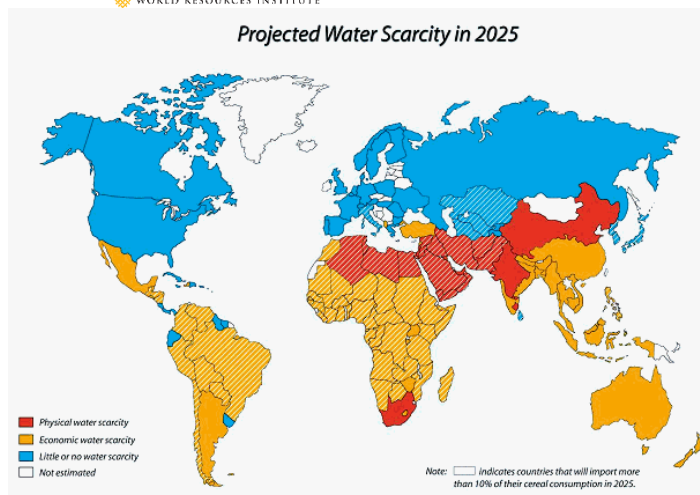 WORLD RESOURCES INSTITUTE
Projected Water Scarcity in 2025
Physical water scarcity
Economic water scarcity
Little or no water scarcity
Not estimated
Note: indicates countries that will import more
than 10% of their cereal consumption in 2025.